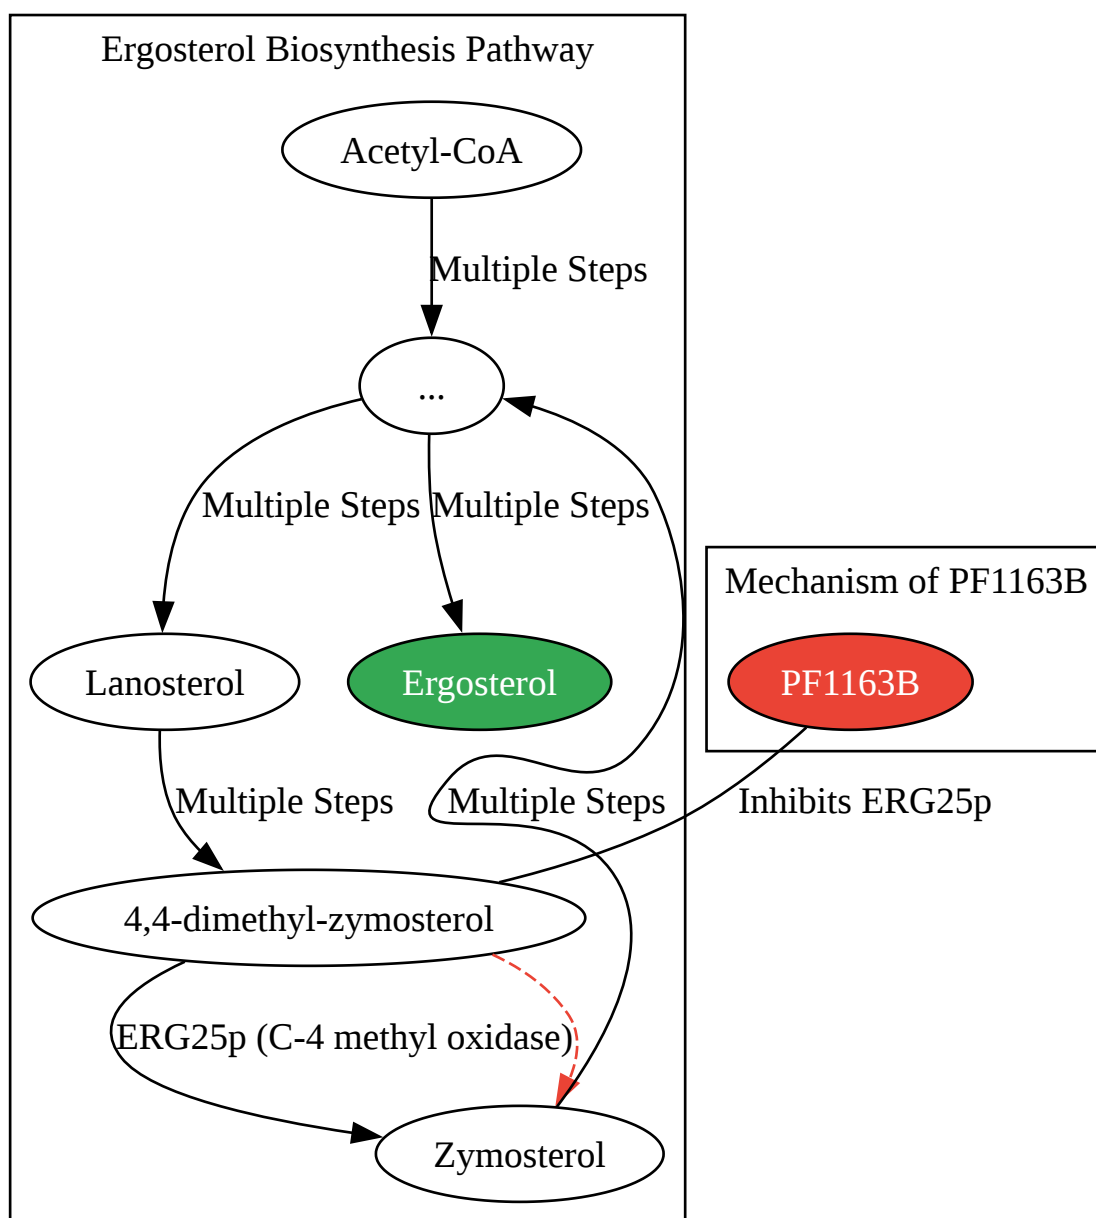 Ergosterol Biosynthesis Pathway
Acetyl-CoA
Multiple Steps
...
Multiple Steps
Multiple Steps
Mechanism of PF1163B
Lanosterol
Ergosterol
PF1163B
Multiple Steps
Multiple Steps
Inhibits ERG25p
4,4-dimethyl-zymosterol
ERG25p (C-4 methyl oxidase)
Zymosterol